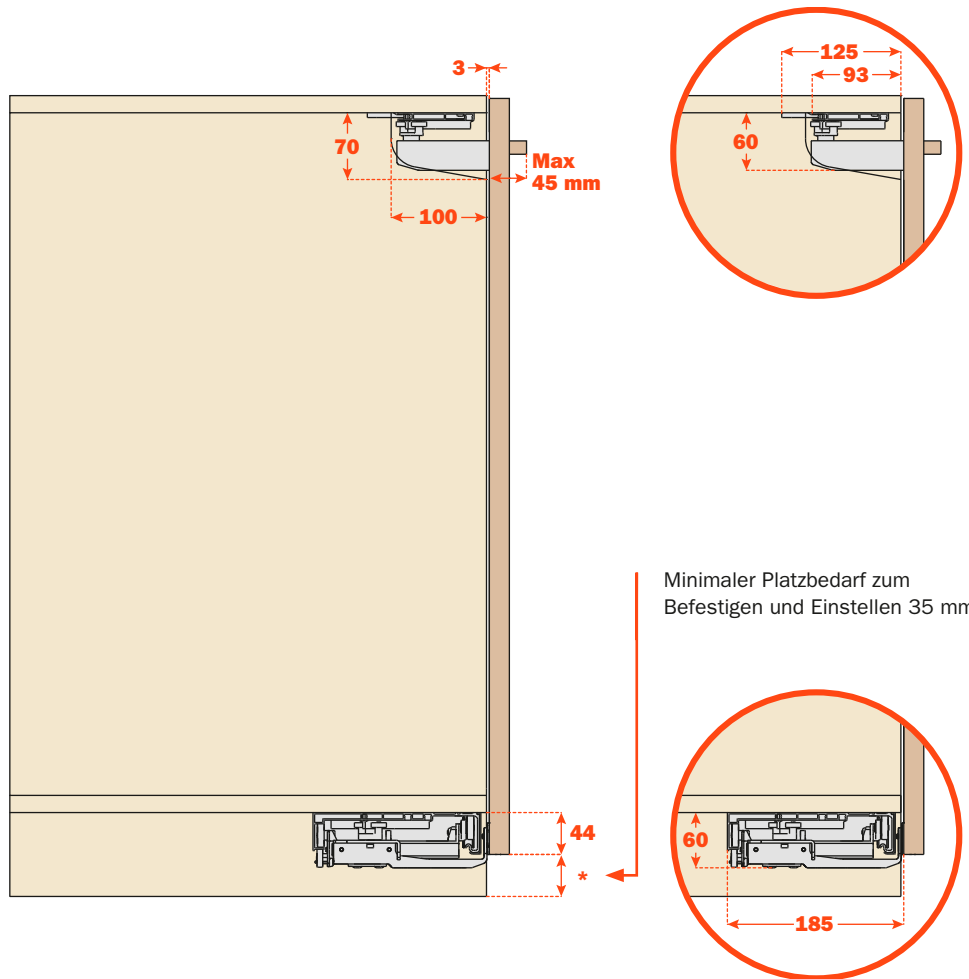 3
125
93
70
60
Max
45 mm
100
Minimaler Platzbedarf zum
Befestigen und Einstellen 35 mm
44
60
*
185